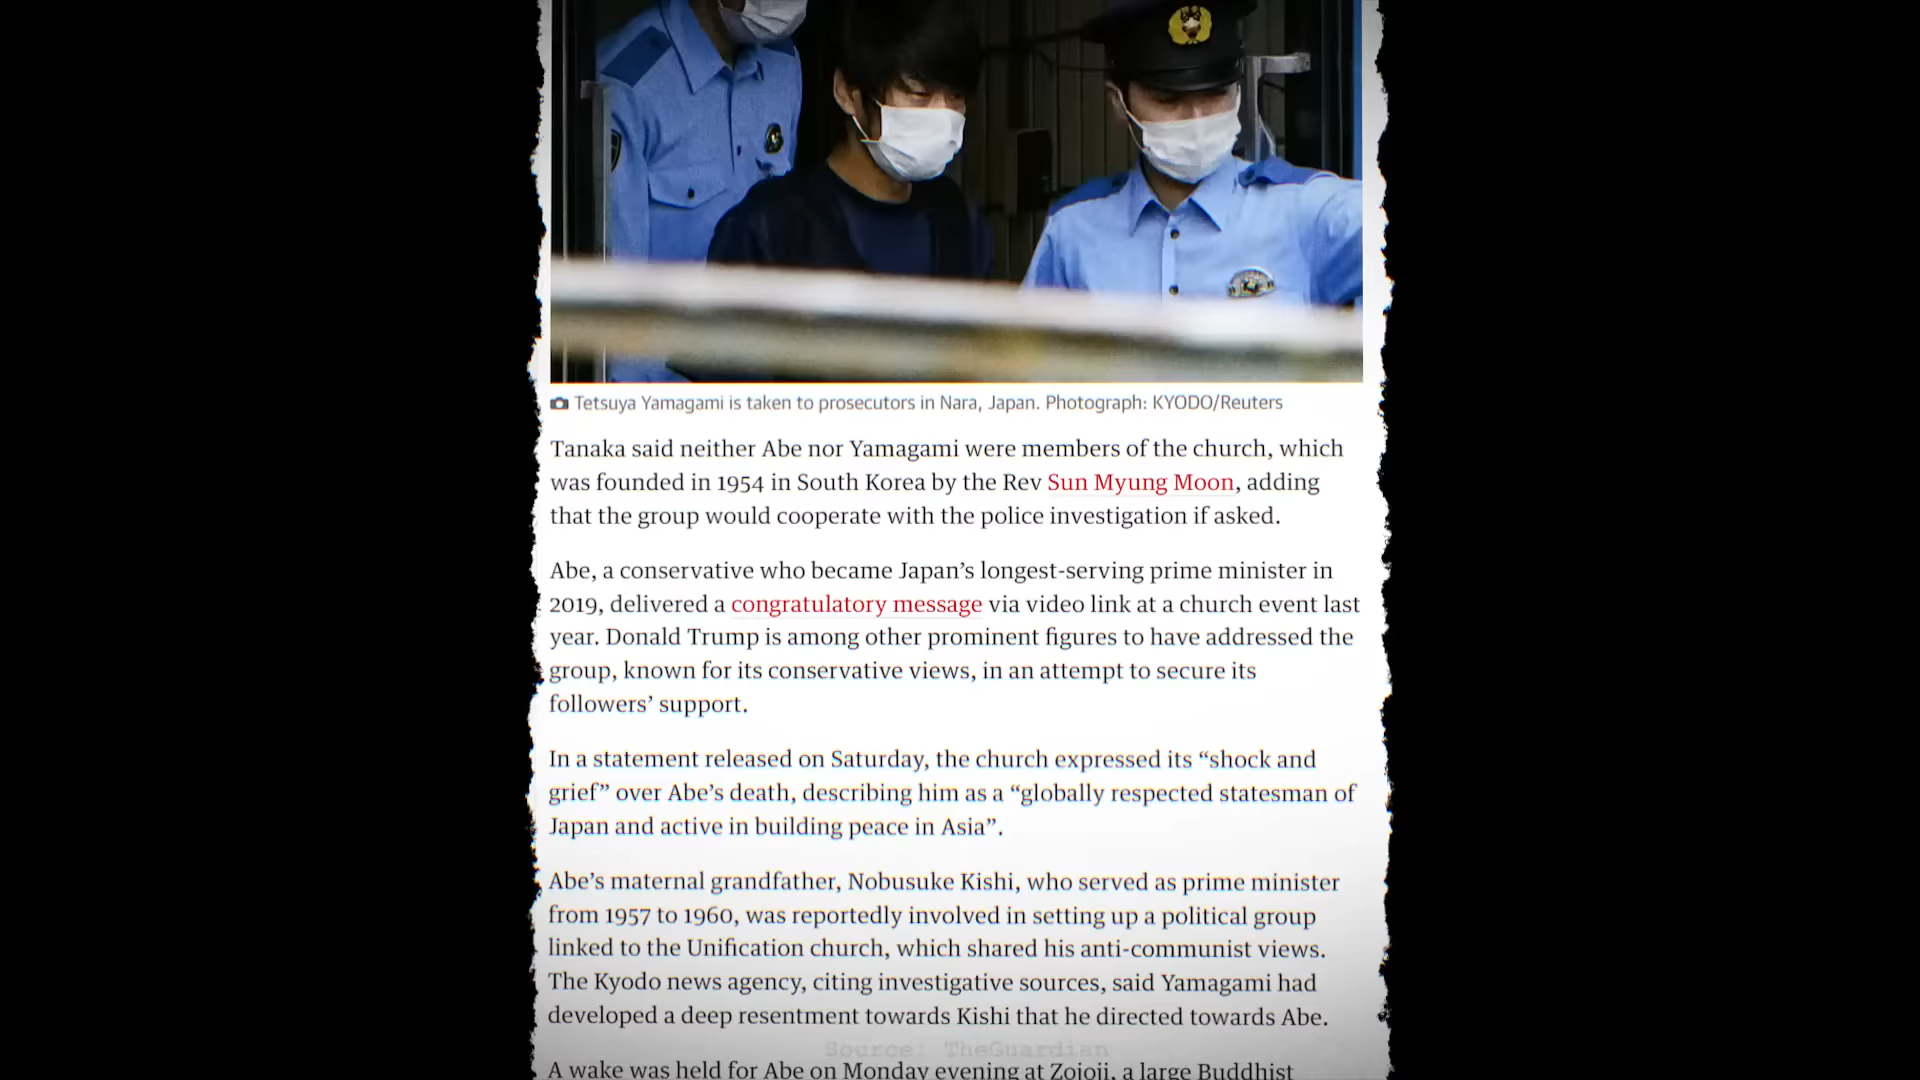 Tetsuya Yamagami is taken to prosecutors in Nara, Japan. Photograph: KYODO/Reuters
Tanaka said neither Abe nor Yamagami were members of the church, which
was founded in 1954 in South Korea by the Rev Sun Myung Moon, adding
that the group would cooperate with the police investigation if asked.
Abe, a conservative who became Japan’s longest-serving prime minister in
2019, delivered a congratulatory message via video link at a church event last
year. Donald Trump is among other prominent figures to have addressed the
group, known for its conservative views, in an attempt to secure its
followers’ support.
In a statement released on Saturday, the church expressed its “shock and
grief” over Abe’s death, describing him as a “globally respected statesman of
Japan and active in building peace in Asia”.
Abe’s maternal grandfather, Nobusuke Kishi, who served as prime minister
from 1957 to 1960, was reportedly involved in setting up a political group
linked to the Unification church, which shared his anti-communist views.
The Kyodo news agency, citing investigative sources, said Yamagami had
developed a deep resentment towards Kishi that he directed towards Abe.
Source: TheGuardian
A wake was held for Abe on Monday evening at Zojoji, a large Buddhist